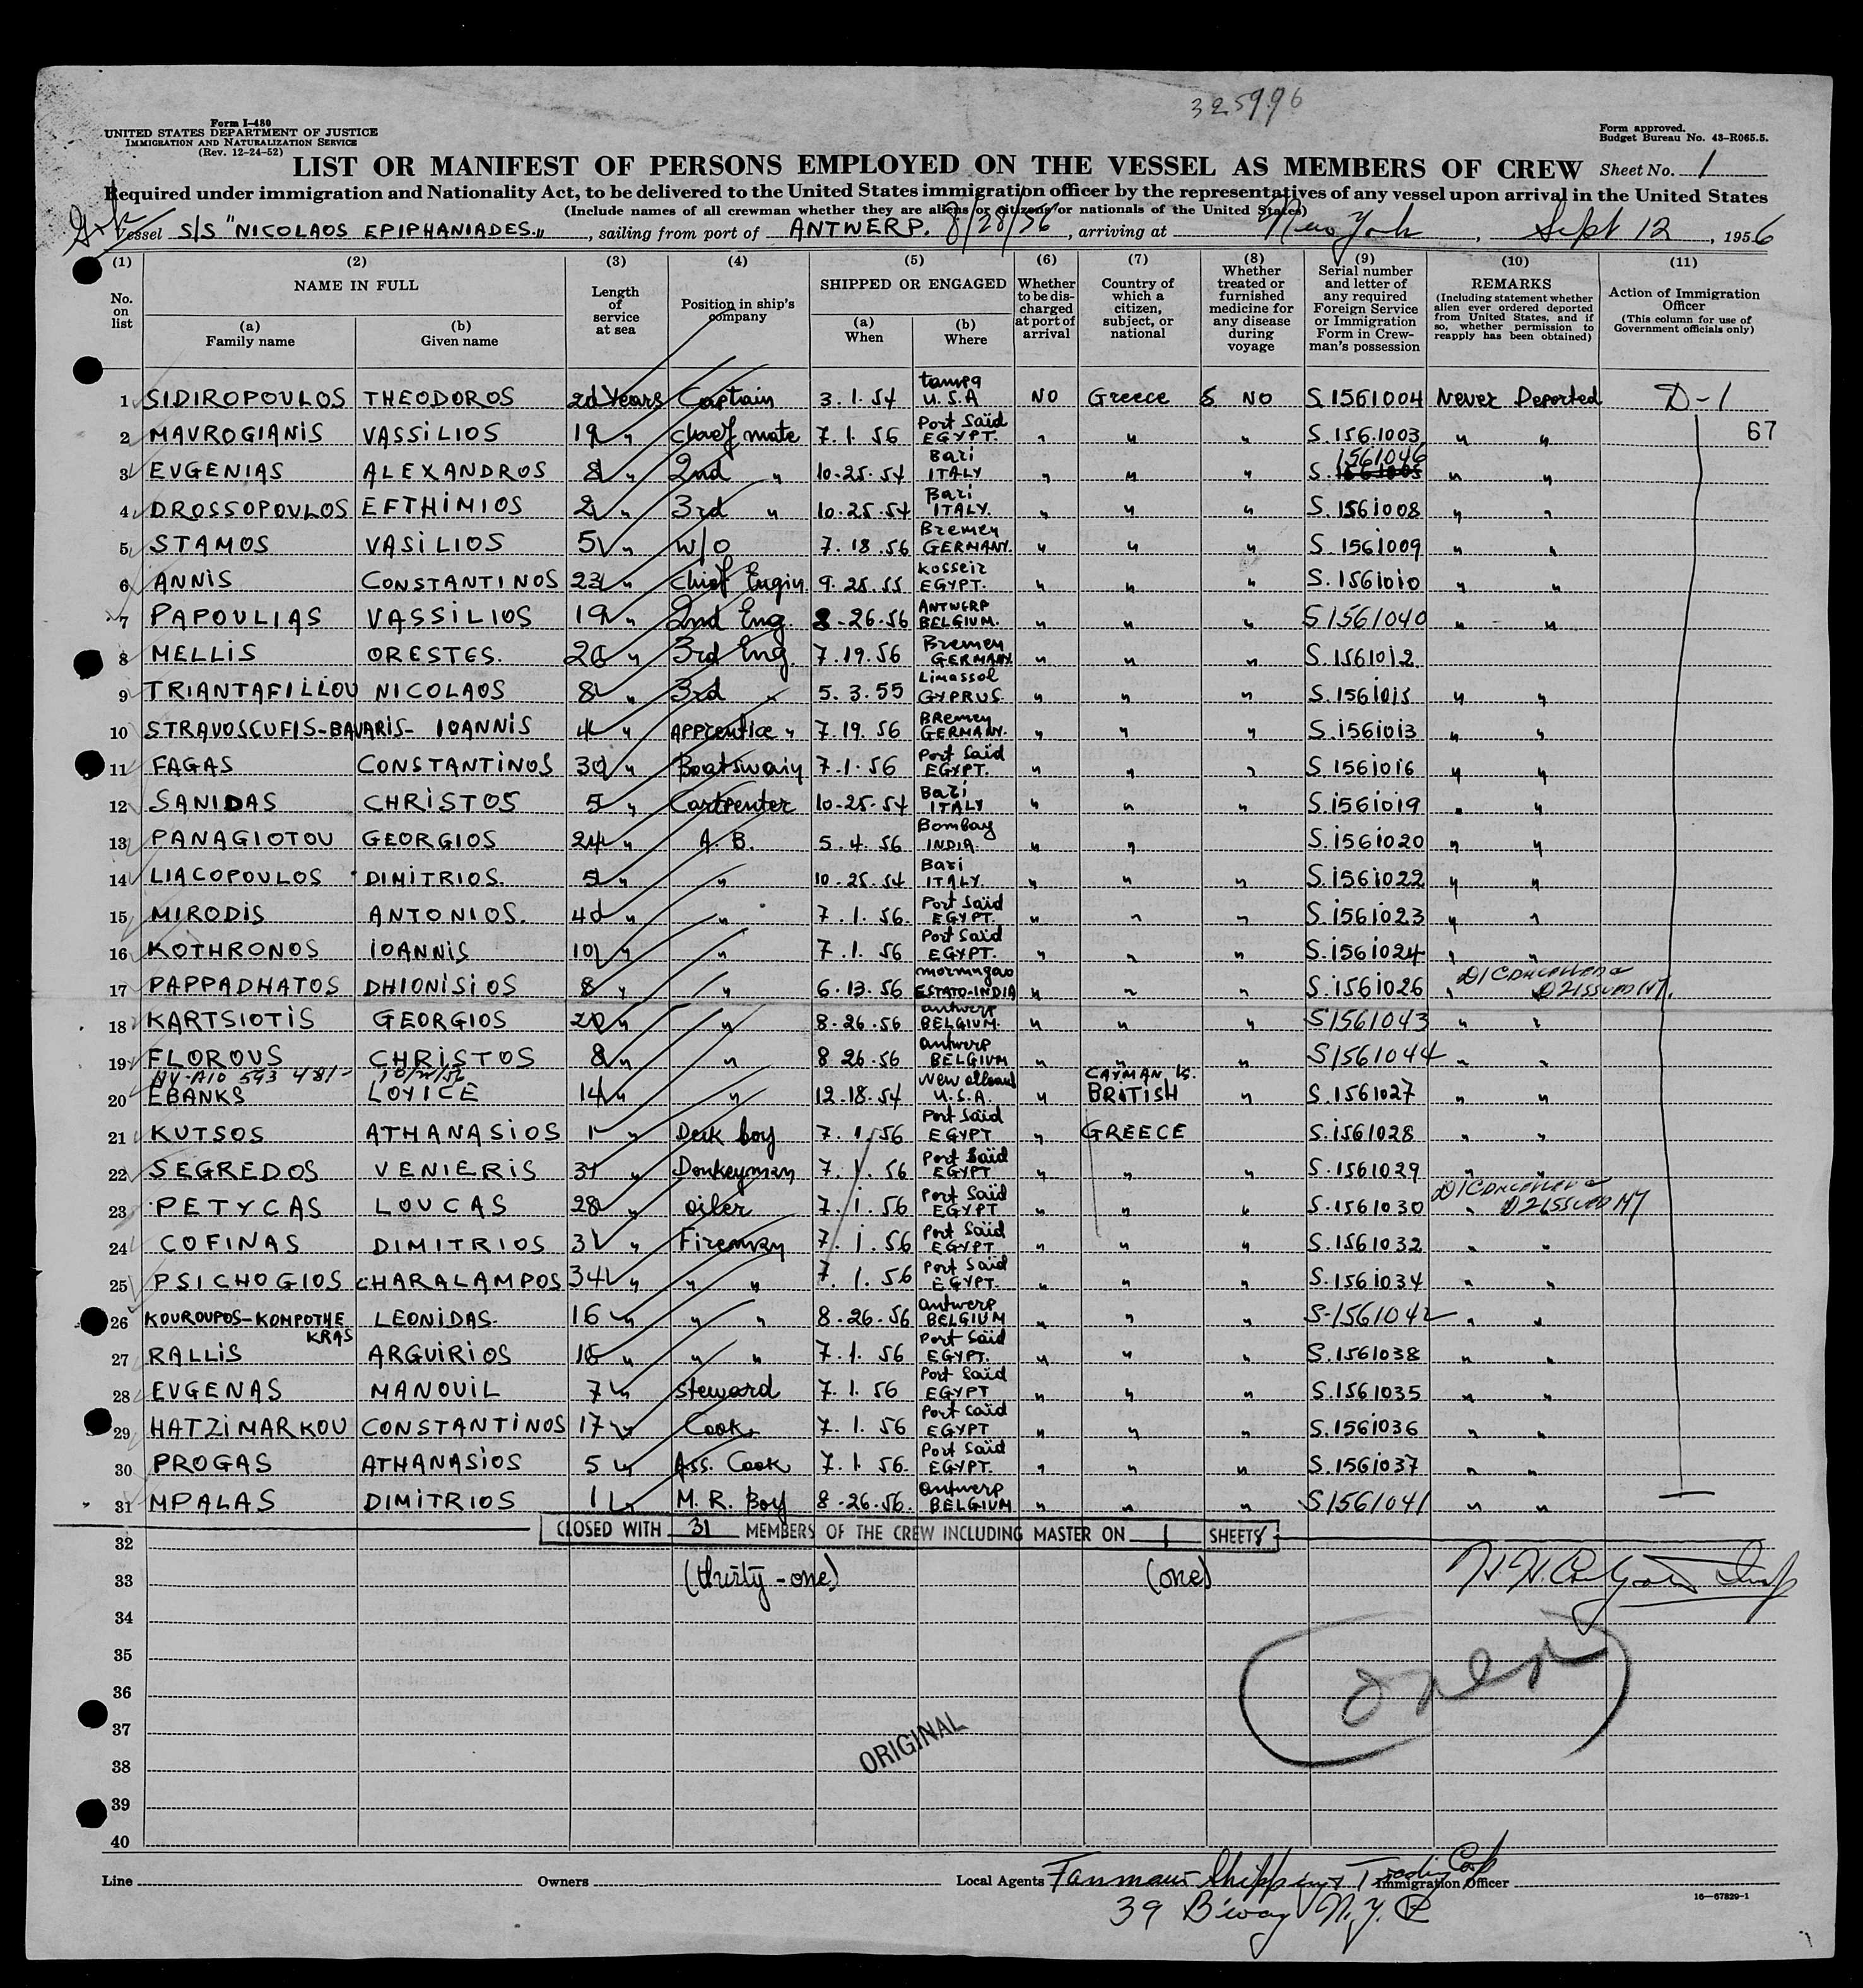 325996
Form I-480
UNITED STATES DEPARTMENT OF JUSTICE
IMMIGRATION AND NATURALIZATION SERVICE
(Rev. 12-24-52)
Form approved.
Budget Bureau No. 43-R065.5.
LIST OR MANIFEST OF PERSONS EMPLOYED ON THE VESSEL AS MEMBERS OF CREW Sheet No. 1
Required under immigration and Nationality Act, to be delivered to the United States immigration officer by the representatives of any vessel upon arrival in the United States
(Include names of all crewman whether they are aliens or citizens or nationals of the United States)
Vessel S/S "NICOLAOS EPIPHANIADES", sailing from port of ANTWERP. 8/28/56, arriving at New York, Sept 12, 1956
(1) (2) (3) (4) (5) (6) (7) (8) (9) (10) (11)
No. on list
NAME IN FULL
(a) Family name
(b) Given name
Length of service at sea
Position in ship's company
SHIPPED OR ENGAGED
(a) When
(b) Where
Whether to be discharged at port of arrival
Country of which a citizen, subject, or national
Whether treated or furnished medicine for any disease during voyage
Serial number and letter of any required Foreign Service or Immigration Form in Crewman's possession
REMARKS
(Including statement whether alien ever ordered deported from United States, and if so, whether permission to reapply has been obtained)
Action of Immigration Officer
(This column for use of Government officials only)
1 SIDIROPOULOS THEODOROS 20 Years Captain 3.1.54 tampa U.S.A NO Greece NO S.1561004 Never Deported D-1
2 MAVROGIANIS VASSILIOS 19 " chief mate 7.1.56 Port Saïd EGYPT. " " " S.1561003 " " 67
3 EVGENIAS ALEXANDROS 8 " 2nd " 10-25-54 Bari ITALY " " " S. 1561046 " "
4 DROSSOPOULOS EFTHIMIOS 2 " 3rd " 10-25-54 Bari ITALY. " " " S.1561008 " "
5 STAMOS VASILIOS 5 " W/O 7.18.56 Bremen GERMANY. " " " S.1561009 " "
6 ANNIS CONSTANTINOS 23 " Chief Engin. 9.25.55 Kosseir EGYPT. " " " S.1561010 " "
7 PAPOULIAS VASSILIOS 19 " 2nd Eng. 8-26-56 ANTWERP BELGIUM. " " " S1561040 " "
8 MELLIS ORESTES. " 3rd Eng. 7.19.56 Bremen GERMANY " " " S.1561012 " "
9 TRIANTAFILLOU NICOLAOS 8 " 3rd " 5.3.55 Limassol GYPRUS. " " " S.1561015 " "
10 STRAVOSCUFIS-BAVARIS- IOANNIS 4 " Apprentice " 7.19.56 Bremen GERMANY. " " " S.1561013 " "
11 FAGAS CONSTANTINOS 30 " Boatswain 7.1.56 Port Saïd EGYPT. " " " S.1561016 " "
12 SANIDAS CHRISTOS 5 " Cartpenter 10-25-54 Bari ITALY " " " S.1561019 " "
13 PANAGIOTOU GEORGIOS 24 " A.B. 5.4.56 Bombay INDIA. " " S.1561020 " "
14 LIACOPOULOS DIMITRIOS. 5 " " 10-25-54 Bari ITALY. " " " S.1561022 " "
15 MIRODIS ANTONIOS. 40 " " 7.1.56. Port Saïd EGYPT. " " " S.1561023 " "
16 KOTHRONOS IOANNIS 10 " " 7.1.56 Port Saïd EGYPT. " " " S.1561024 " "
17 PAPPADHATOS DHIONISIOS 8 " " 6.13.56 mormugao ESTATO-INDIA " " " S.1561026 " D1 Cancelled D2 Issued NY.
18 KARTSIOTIS GEORGIOS 20 " " 8-26-56 antwerp BELGIUM. " " " S1561043 " "
19 FLOROUS CHRISTOS 8 " " 8 26-56 antwerp BELGIUM " " " S1561044 " "
20 EBANKS LOYICE 14 " " 12.18.54 New Orleans U.S.A. " CAYMAN Is. BRITISH " S.1561027 " "
21 KUTSOS ATHANASIOS 1 " Deck boy 7.1.56 Port Saïd EGYPT " GREECE S.1561028 " "
22 SEGREDOS VENIERIS 31 " Donkeyman 7.1.56 Port Saïd EGYPT " " " S.1561029 " "
23 PETYCAS LOUCAS 28 " oiler 7.1.56 Port Saïd EGYPT " " " S.1561030 " D1 Cancelled D2 Issued NY
24 COFINAS DIMITRIOS 3 " Fireman 7.1.56 Port Saïd EGYPT " " " S.1561032 " "
25 PSICHOGIOS CHARALAMPOS 34 " " " 7.1.56 Port Saïd EGYPT. " " " S.1561034 " "
26 KOUROUPOS-KOMPOTHEKRAS LEONIDAS. 16 " " " 8-26-56 antwerp BELGIUM " " " S-1561042 " "
27 RALLIS ARGUIRIOS " " " 7.1.56 Port Saïd EGYPT. " " " S.1561038 " "
28 EVGENAS MANOUIL 7 " steward 7.1.56 Port Saïd EGYPT " " " S.1561035 " "
29 HATZIMARKOU CONSTANTINOS 17 " Cook 7.1.56 Port Saïd EGYPT " " " S.1561036 " "
30 PROGAS ATHANASIOS 5 " Ass. Cook 7.1.56. Port Saïd EGYPT. " " " S.1561037 " "
31 MPALAS DIMITRIOS 1 " M.R. Boy 8-26-56. antwerp BELGIUM " " " S1561041 " "
CLOSED WITH 31 MEMBERS OF THE CREW INCLUDING MASTER ON 1 SHEETS
32
33 (thirty-one) (one)
34
35
36
37
38
39
40
ORIGINAL
Line Owners Local Agents Fanmaur Shipping & Trading Corp Immigration Officer
39 B'way N.Y.C
16-67829-1